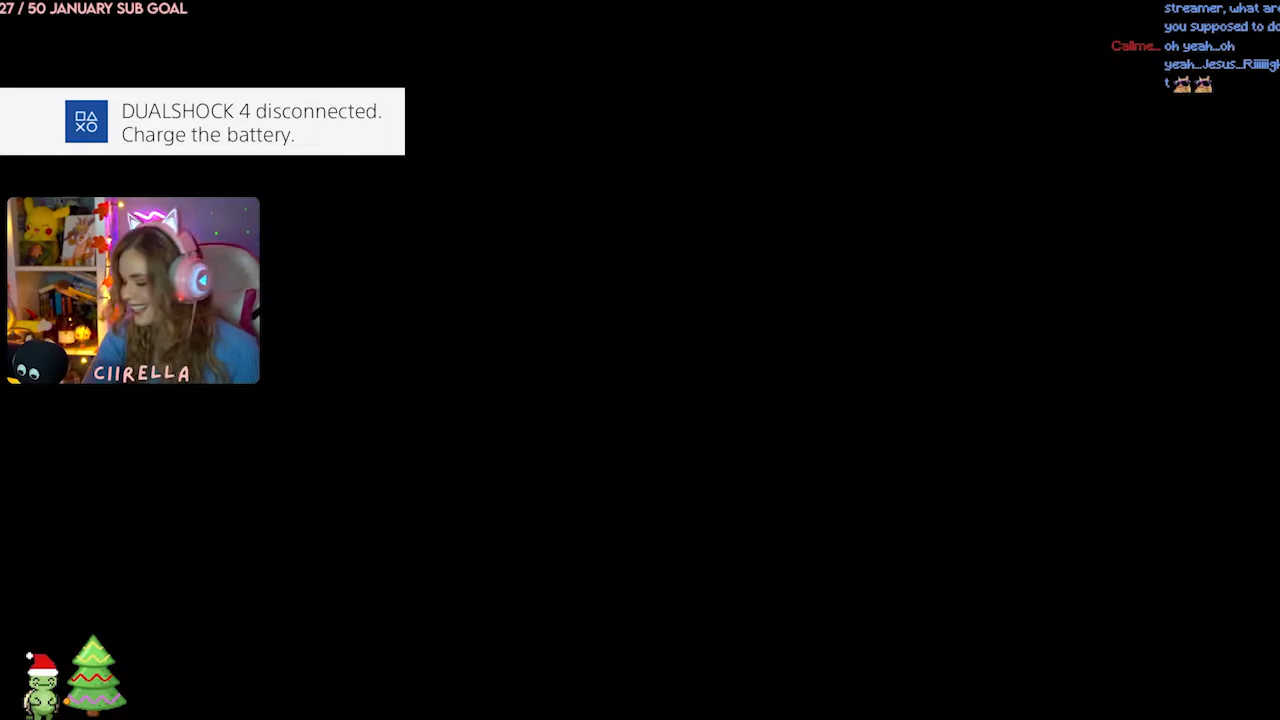 27 / 50 JANUARY SUB GOAL
streamer, what are
you supposed to do
Callme... oh yeah...oh
yeah...Jesus...Riiiiiigh
t
DUALSHOCK 4 disconnected.
Charge the battery.
CIIRELLA